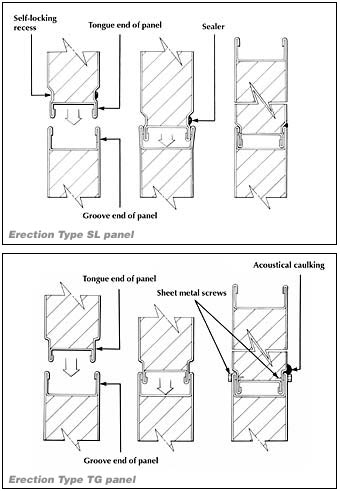 Self-locking
recess
Tongue end of panel
Sealer
Groove end of panel
Erection Type SL panel
Acoustical caulking
Tongue end of panel
Sheet metal screws
Groove end of panel
Erection Type TG panel